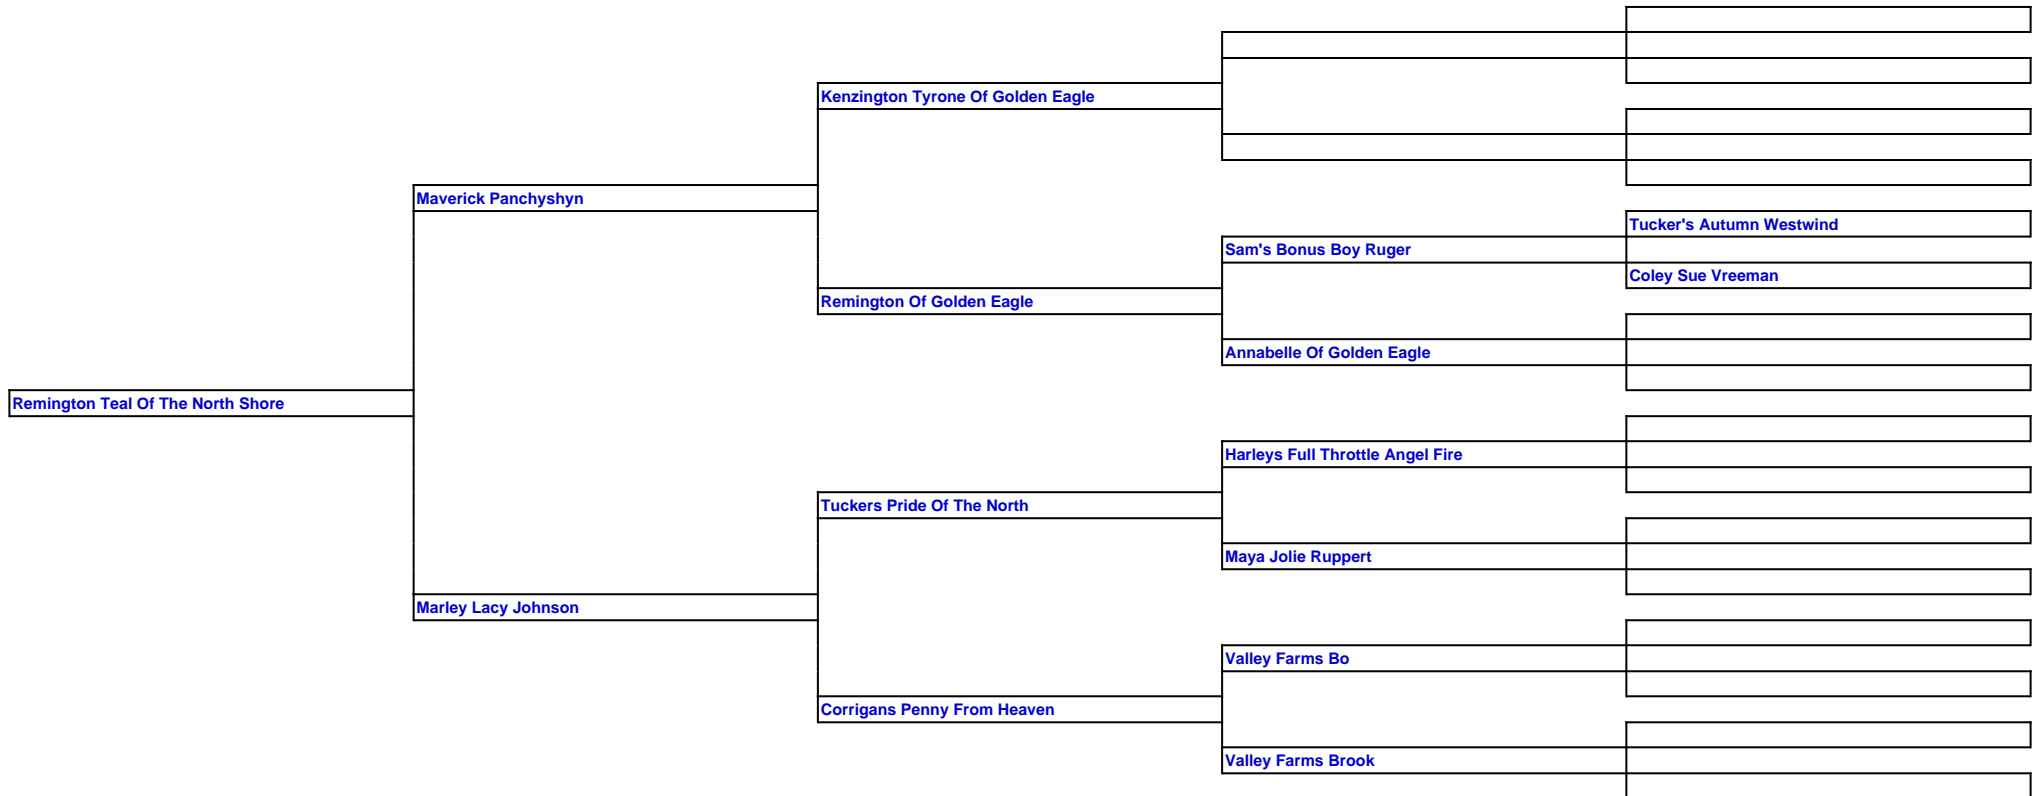 Kenzington Tyrone Of Golden Eagle
Maverick Panchyshyn
Tucker's Autumn Westwind
Sam's Bonus Boy Ruger
Coley Sue Vreeman
Remington Of Golden Eagle
Annabelle Of Golden Eagle
Remington Teal Of The North Shore
Harleys Full Throttle Angel Fire
Tuckers Pride Of The North
Maya Jolie Ruppert
Marley Lacy Johnson
Valley Farms Bo
Corrigans Penny From Heaven
Valley Farms Brook